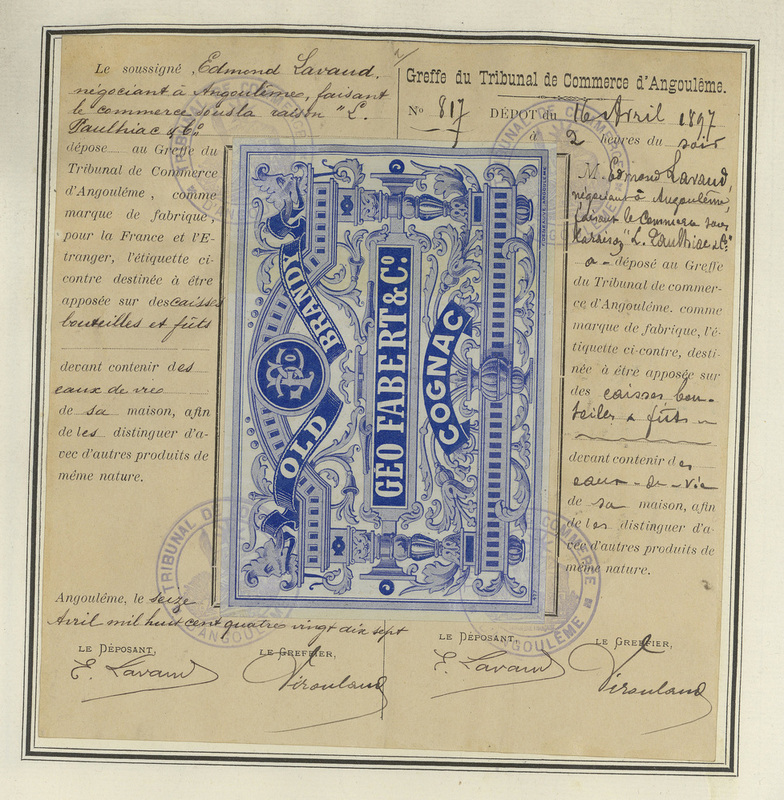 Le soussigné, Edmond Lavaud.
négociant à Angoulême, faisant
le commerce sous la raison "L.
Paulhiac & Co
dépose au Greffe du
Tribunal de Commerce
d'Angoulême, comme
marque de fabrique,
pour la France et l'E-
tranger, l'étiquette ci-
contre destinée à être
apposée sur des caisses
bouteilles et fûts
devant contenir des
eaux de vie
de sa maison, afin
de les distinguer d'a-
vec d'autres produits de
même nature.
Angoulême, le seize
Avril mil huit cent quatre vingt dix sept
LE DÉPOSANT,
LE GREFFIER,
E. Lavaud
Greffe du Tribunal de Commerce d'Angoulême.
No 817 DÉPÔT du 16 Avril 1897
à 2 heures du soir
M. Edmond Lavaud,
négociant à Angoulême,
faisant le Commerce sous
la raison "L. Paulhiac & Co"
a déposé au Greffe
du Tribunal de commer-
ce d'Angoulême. comme
marque de fabrique, l'é-
tiquette ci-contre, desti-
née à être apposée sur
des caisses bou-
teilles & fûts
devant contenir des
eaux-de-vie
de sa maison, afin
de les distinguer d'a-
vec d'autres produits de
même nature.
LE DÉPOSANT,
LE GREFFIER,
E. Lavaud
OLD BRANDY
GEO FABERT & Co.
COGNAC
TRIBUNAL DE COMMERCE
D'ANGOULÊME